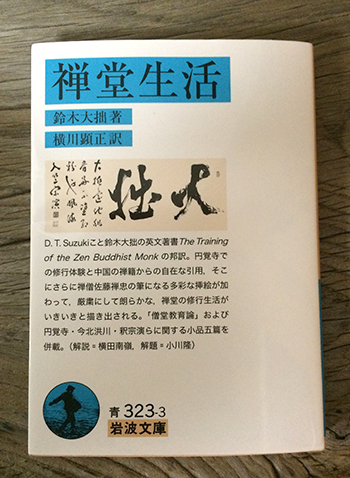 禅堂生活
鈴木大拙著
横川顕正訳
大拙
D. T. Suzukiこと鈴木大拙の英文著書The Training
of the Zen Buddhist Monk の邦訳。円覚寺で
の修行体験と中国の禅籍からの自在な引用、そこ
にさらに禅僧佐藤禅忠の筆になる多彩な挿絵が加
わって、厳粛にして朗らかな、禅堂の修行生活が
いきいきと描き出される。「僧堂教育論」および
円覚寺・今北洪川・釈宗演らに関する小品五篇を
併載。(解説=横田南嶺、解題=小川隆)
青 323-3
岩波文庫